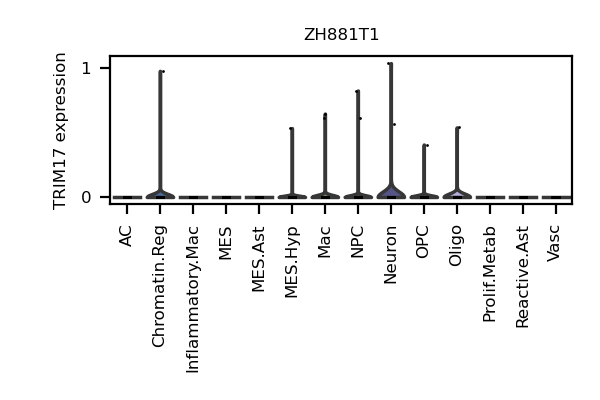 ZH881T1
TRIM17 expression
1
0
AC
Chromatin.Reg
Inflammatory.Mac
MES
MES.Ast
MES.Hyp
Mac
NPC
Neuron
OPC
Oligo
Prolif.Metab
Reactive.Ast
Vasc